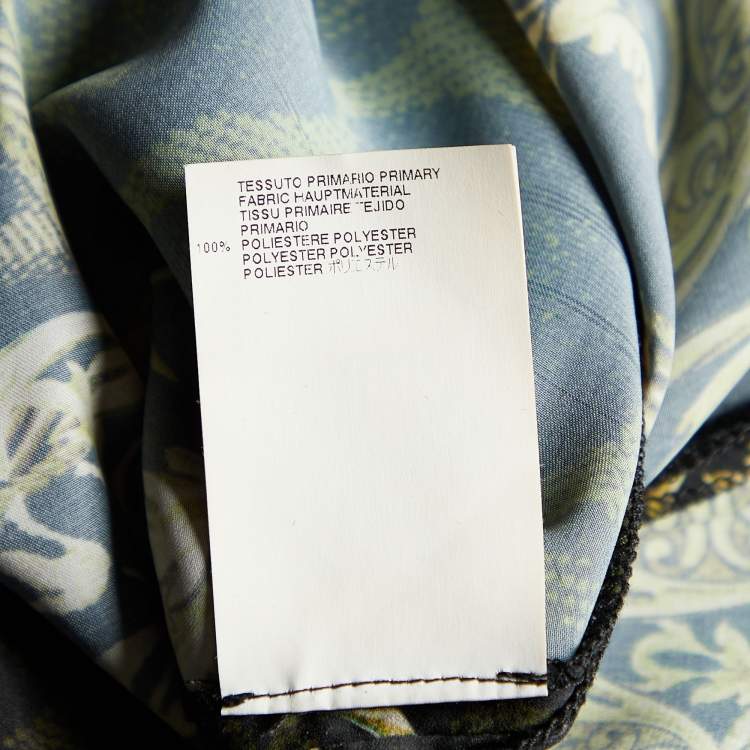 TESSUTO PRIMARIO PRIMARY
FABRIC HAUPTMATERIAL
TISSU PRIMAIRE TEJIDO
PRIMARIO
100% POLIESTERE POLYESTER
POLYESTER POLYESTER
POLIESTER ポリエステル